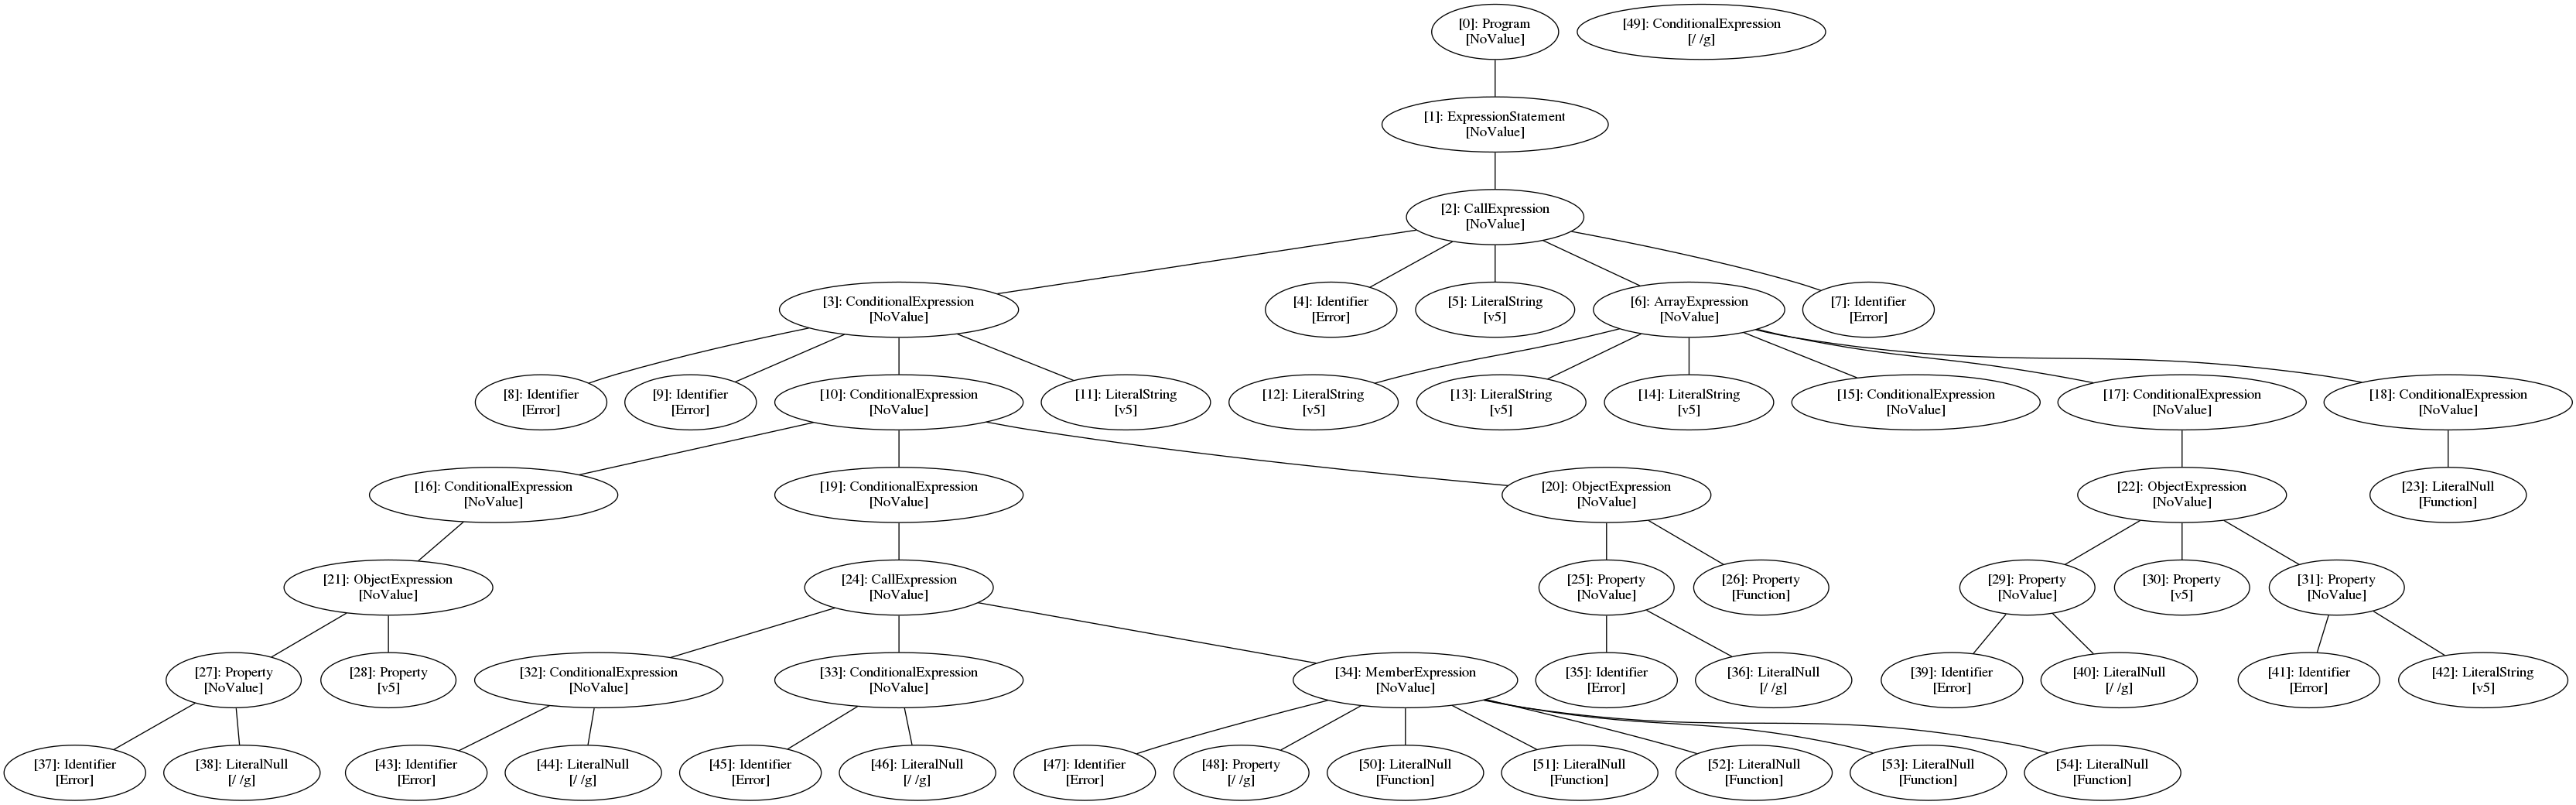 [0]: Program
[NoValue]
[49]: ConditionalExpression
[/ /g]
[1]: ExpressionStatement
[NoValue]
[2]: CallExpression
[NoValue]
[3]: ConditionalExpression
[NoValue]
[4]: Identifier
[Error]
[5]: LiteralString
[v5]
[6]: ArrayExpression
[NoValue]
[7]: Identifier
[Error]
[8]: Identifier
[Error]
[9]: Identifier
[Error]
[10]: ConditionalExpression
[NoValue]
[11]: LiteralString
[v5]
[12]: LiteralString
[v5]
[13]: LiteralString
[v5]
[14]: LiteralString
[v5]
[15]: ConditionalExpression
[NoValue]
[17]: ConditionalExpression
[NoValue]
[18]: ConditionalExpression
[NoValue]
[16]: ConditionalExpression
[NoValue]
[19]: ConditionalExpression
[NoValue]
[20]: ObjectExpression
[NoValue]
[22]: ObjectExpression
[NoValue]
[23]: LiteralNull
[Function]
[21]: ObjectExpression
[NoValue]
[24]: CallExpression
[NoValue]
[25]: Property
[NoValue]
[26]: Property
[Function]
[29]: Property
[NoValue]
[30]: Property
[v5]
[31]: Property
[NoValue]
[27]: Property
[NoValue]
[28]: Property
[v5]
[32]: ConditionalExpression
[NoValue]
[33]: ConditionalExpression
[NoValue]
[34]: MemberExpression
[NoValue]
[35]: Identifier
[Error]
[36]: LiteralNull
[/ /g]
[39]: Identifier
[Error]
[40]: LiteralNull
[/ /g]
[41]: Identifier
[Error]
[42]: LiteralString
[v5]
[37]: Identifier
[Error]
[38]: LiteralNull
[/ /g]
[43]: Identifier
[Error]
[44]: LiteralNull
[/ /g]
[45]: Identifier
[Error]
[46]: LiteralNull
[/ /g]
[47]: Identifier
[Error]
[48]: Property
[/ /g]
[50]: LiteralNull
[Function]
[51]: LiteralNull
[Function]
[52]: LiteralNull
[Function]
[53]: LiteralNull
[Function]
[54]: LiteralNull
[Function]